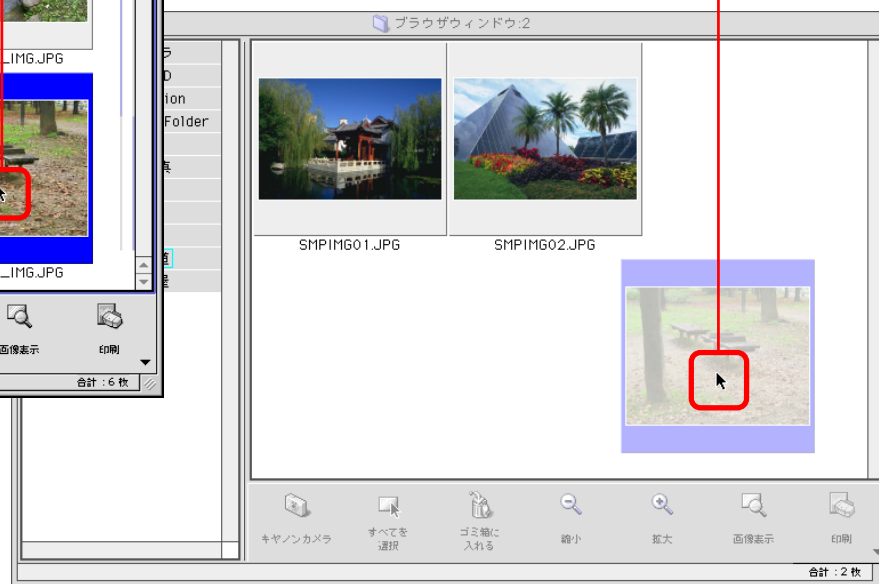 ブラウザウィンドウ:2
_IMG.JPG
_IMG.JPG
画像表示
印刷
合計 :6 枚
ラ
D
ion
Folder
真
SMPIMG01.JPG
SMPIMG02.JPG
キヤノンカメラ
すべてを
選択
ゴミ箱に
入れる
縮小
拡大
画像表示
印刷
合計 :2 枚